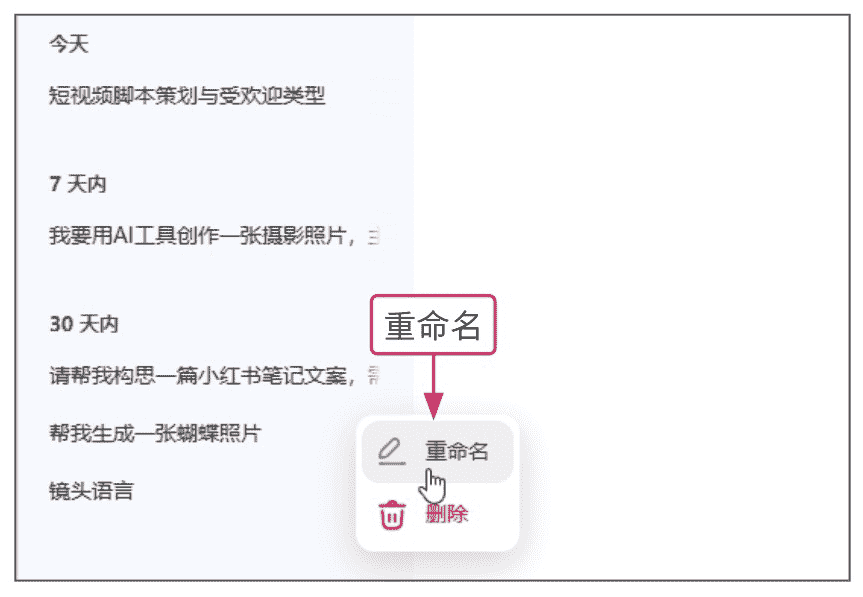 今天
短视频脚本策划与受欢迎类型
7 天内
我要用AI工具创作一张摄影照片，
30 天内
重命名
请帮我构思一篇小红书笔记文案，
帮我生成一张蝴蝶照片
重命名
镜头语言
删除